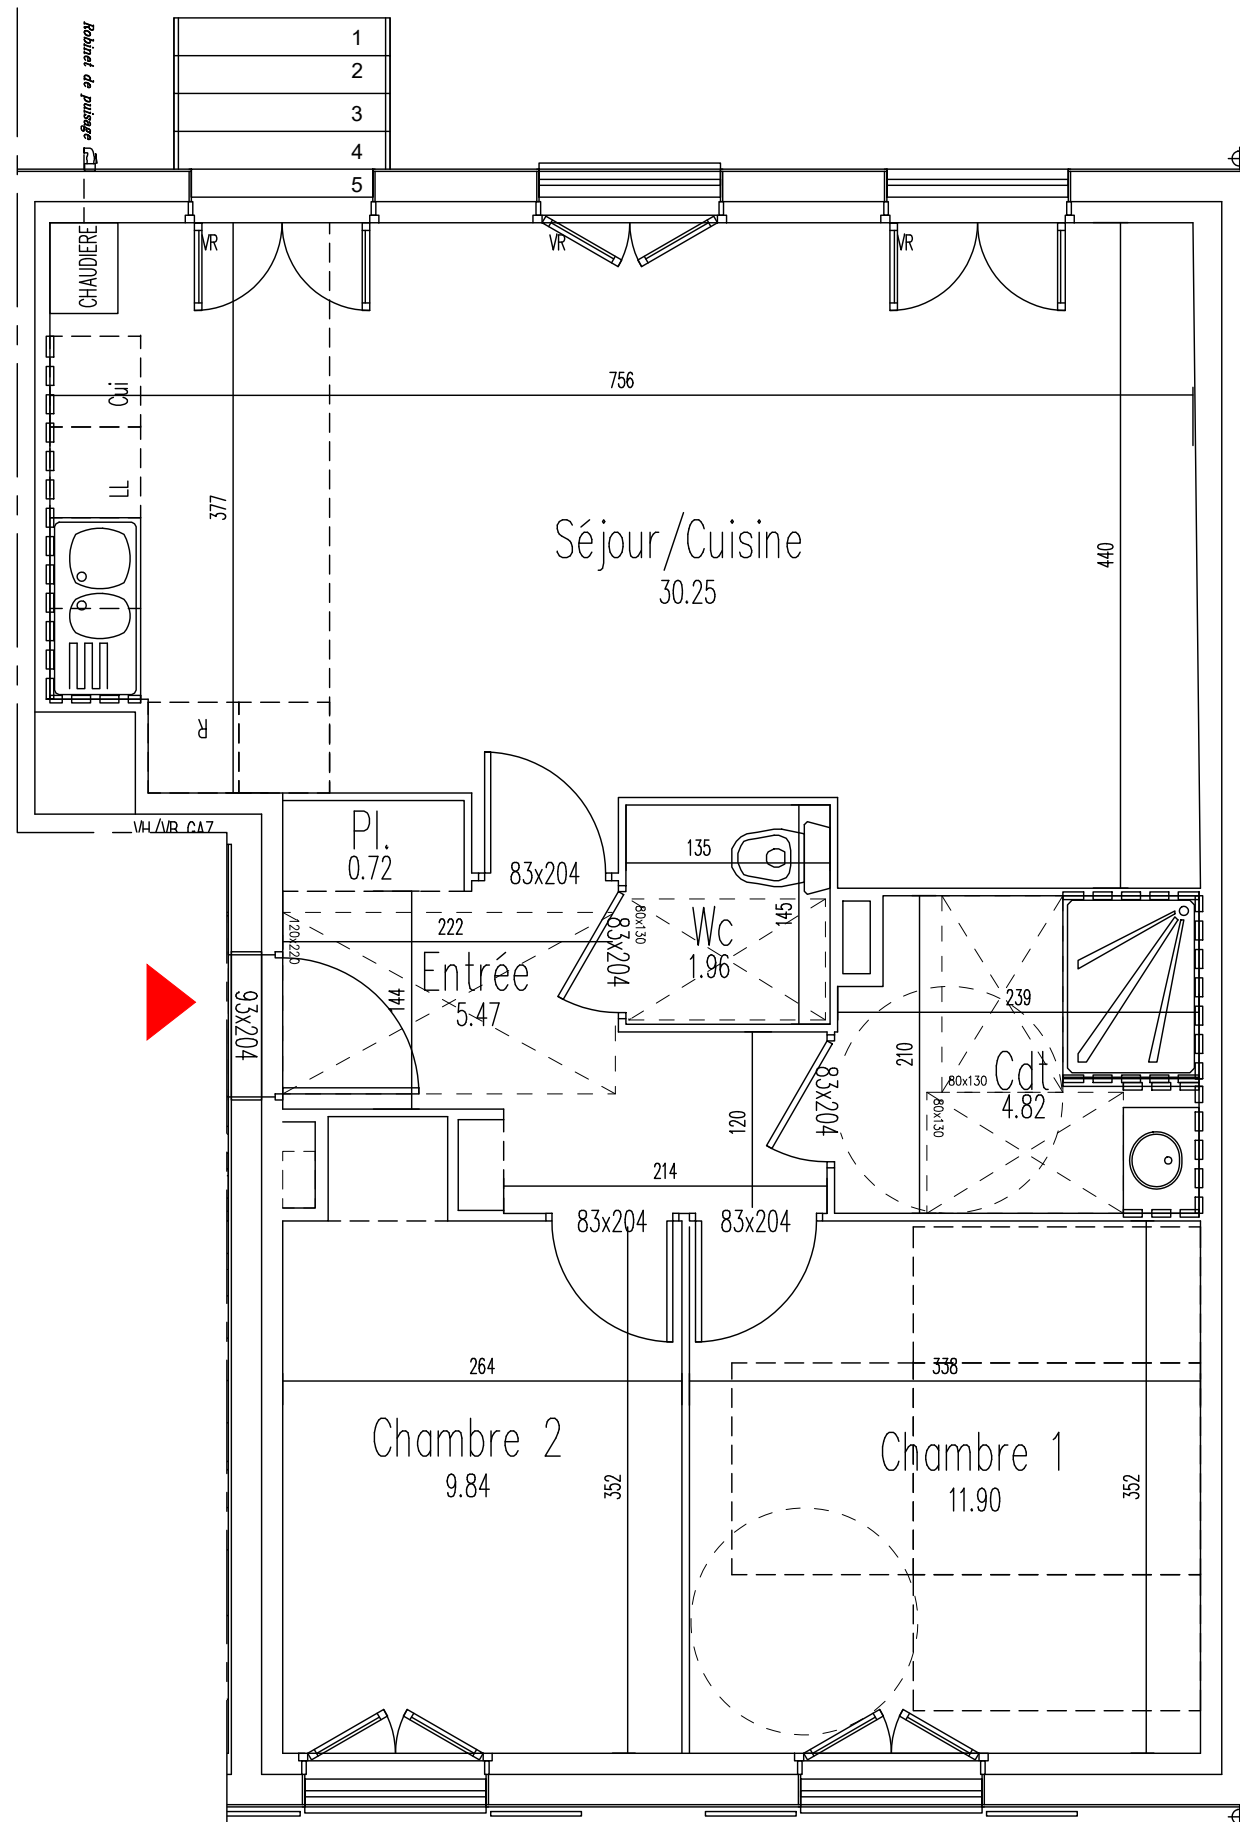 Robinet de puisage
1
2
3
4
5
VR
VR
VR
CHAUDIERE
Cui
756
LL
377
Séjour/Cuisine
30.25
440
R
VH/VB GAZ
Pl.
0.72
83x204
135
145
Wc
1.96
80x130
83x204
120x220
222
Entrée
5.47
144
93x204
239
210
Cdt
4.82
80x130
80x130
83x204
120
214
83x204
83x204
264
338
Chambre 2
9.84
352
Chambre 1
11.90
352